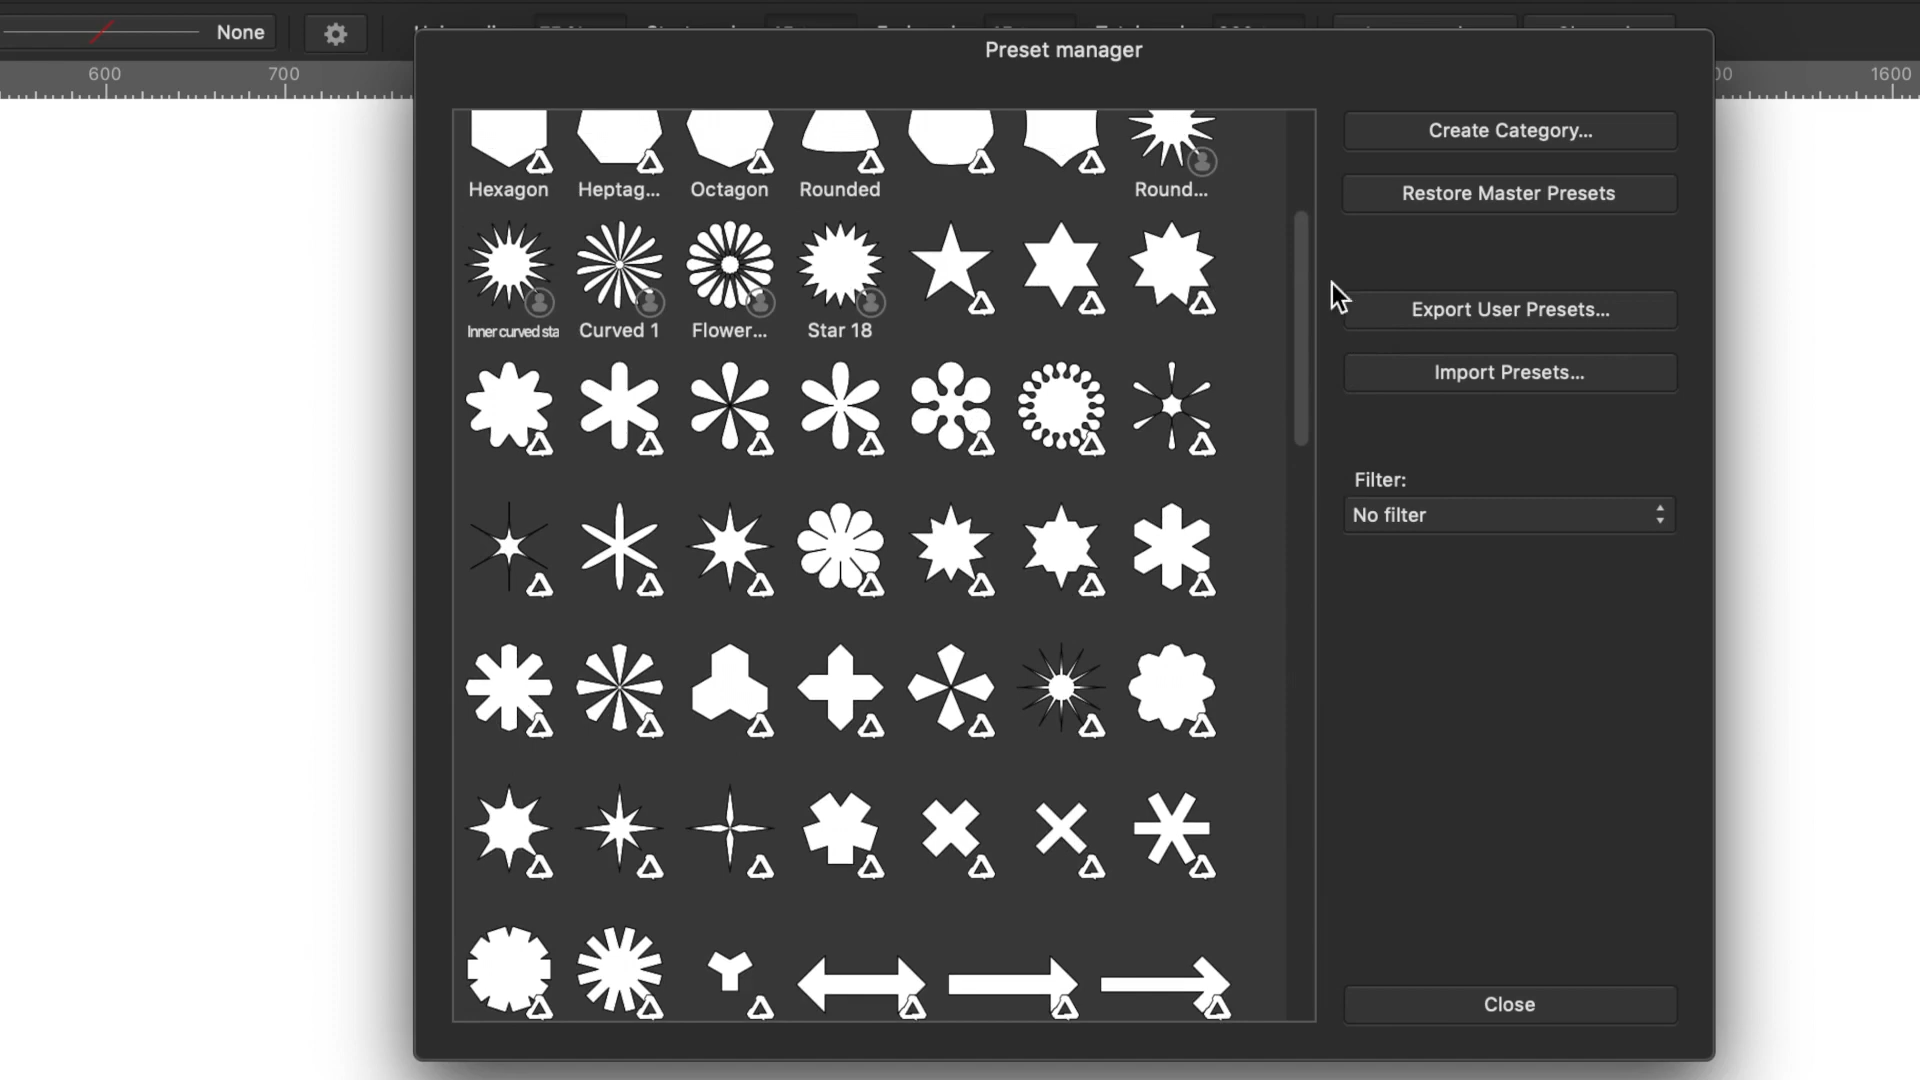 None
Preset manager
600
700
00
1600
Create Category...
Hexagon
Heptag...
Octagon
Rounded
Round...
Restore Master Presets
Export User Presets...
Inner curved sta
Curved 1
Flower...
Star 18
Import Presets...
Filter:
No filter
Close